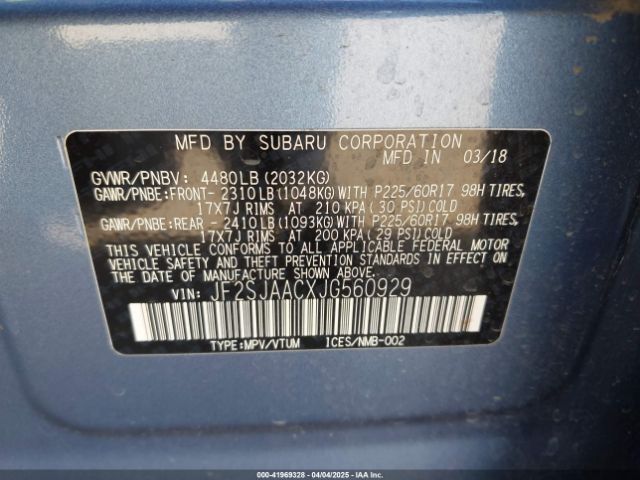 MFD BY SUBARU CORPORATION
MFD IN 03/18
GVWR/PNBV: 4480LB(2032KG)
GAWR/PNBE:FRONT- 2310LB(1048KG)WITH P225/60R17 98H TIRES,
17X7J RIMS AT 210 KPA(30 PSI)COLD
GAWR/PNBE:REAR - 2410LB(1093KG)WITH P225/60R17 98H TIRES,
17X7J RIMS AT 200 KPA(29 PSI)COLD
THIS VEHICLE CONFORMS TO ALL APPLICABLE FEDERAL MOTOR
VEHICLE SAFETY AND THEFT PREVENTION STANDARDS IN EFFECT ON
THE DATE OF MANUFACTURE SHOWN ABOVE.
VIN: JF2SJAACXJG560929
TYPE:MPV/VTUM ICES/NMB-002
000-41969328 - 04/04/2025 - IAAI.COM